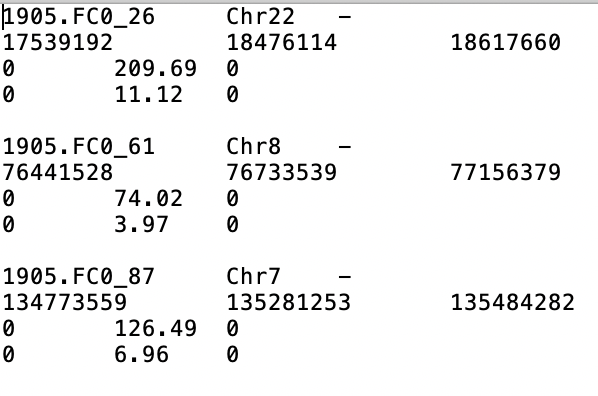 1905.FC0_26 Chr22 –
17539192 18476114 18617660
0 209.69 0
0 11.12 0
1905.FC0_61 Chr8 –
76441528 76733539 77156379
0 74.02 0
0 3.97 0
1905.FC0_87 Chr7 –
134773559 135281253 135484282
0 126.49 0
0 6.96 0